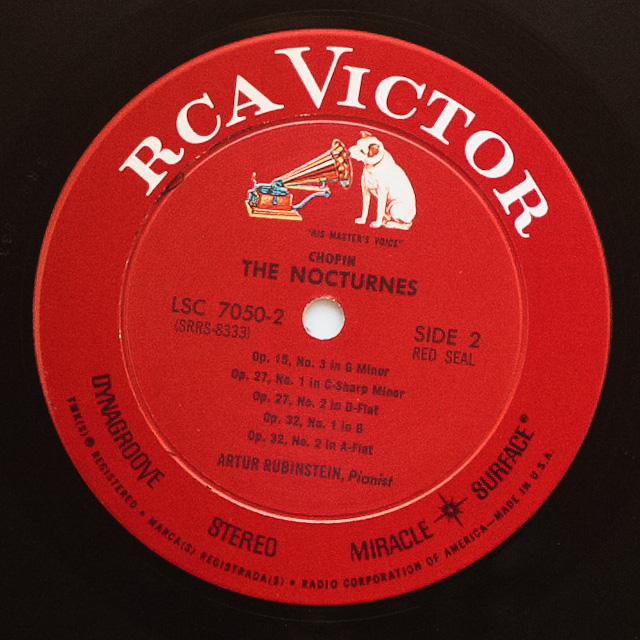 RCA VICTOR
"HIS MASTER'S VOICE"
CHOPIN
THE NOCTURNES
LSC 7050-2
(SRRS-8333)
SIDE 2
RED SEAL
Op. 15, No. 3 in G Minor
Op. 27, No. 1 in C-Sharp Minor
Op. 27, No. 2 in D-Flat
Op. 32, No. 1 in B
Op. 32, No. 2 in A-Flat
ARTUR RUBINSTEIN, Pianist
DYNAGROOVE
STEREO
MIRACLE SURFACE®
TMK(S) ® REGISTERED • MARCA(S) REGISTRADA(S) • RADIO CORPORATION OF AMERICA—MADE IN U.S.A.